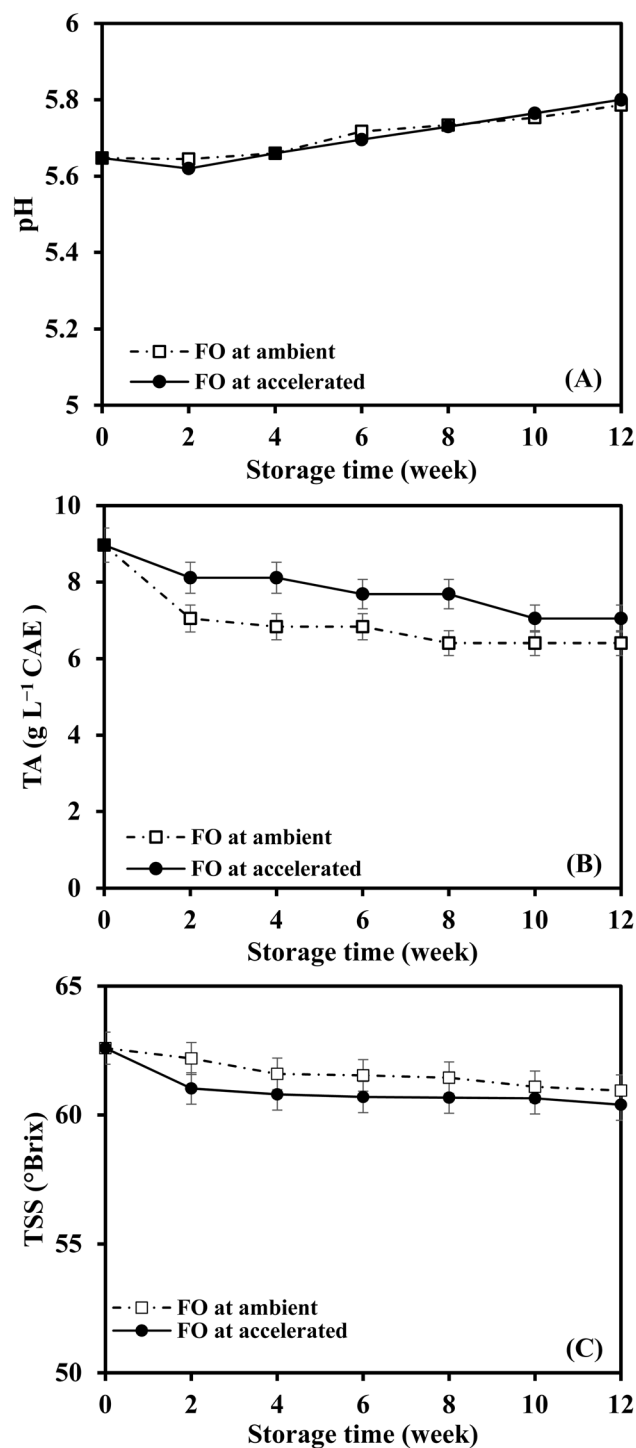 6
5.8
5.6
5.4
5.2
5
pH
FO at ambient
FO at accelerated
(A)
0 2 4 6 8 10 12
Storage time (week)
10
8
6
4
2
0
TA (g L⁻¹ CAE )
FO at ambient
FO at accelerated
(B)
0 2 4 6 8 10 12
Storage time (week)
65
60
55
50
TSS (°Brix)
FO at ambient
FO at accelerated
(C)
0 2 4 6 8 10 12
Storage time (week)